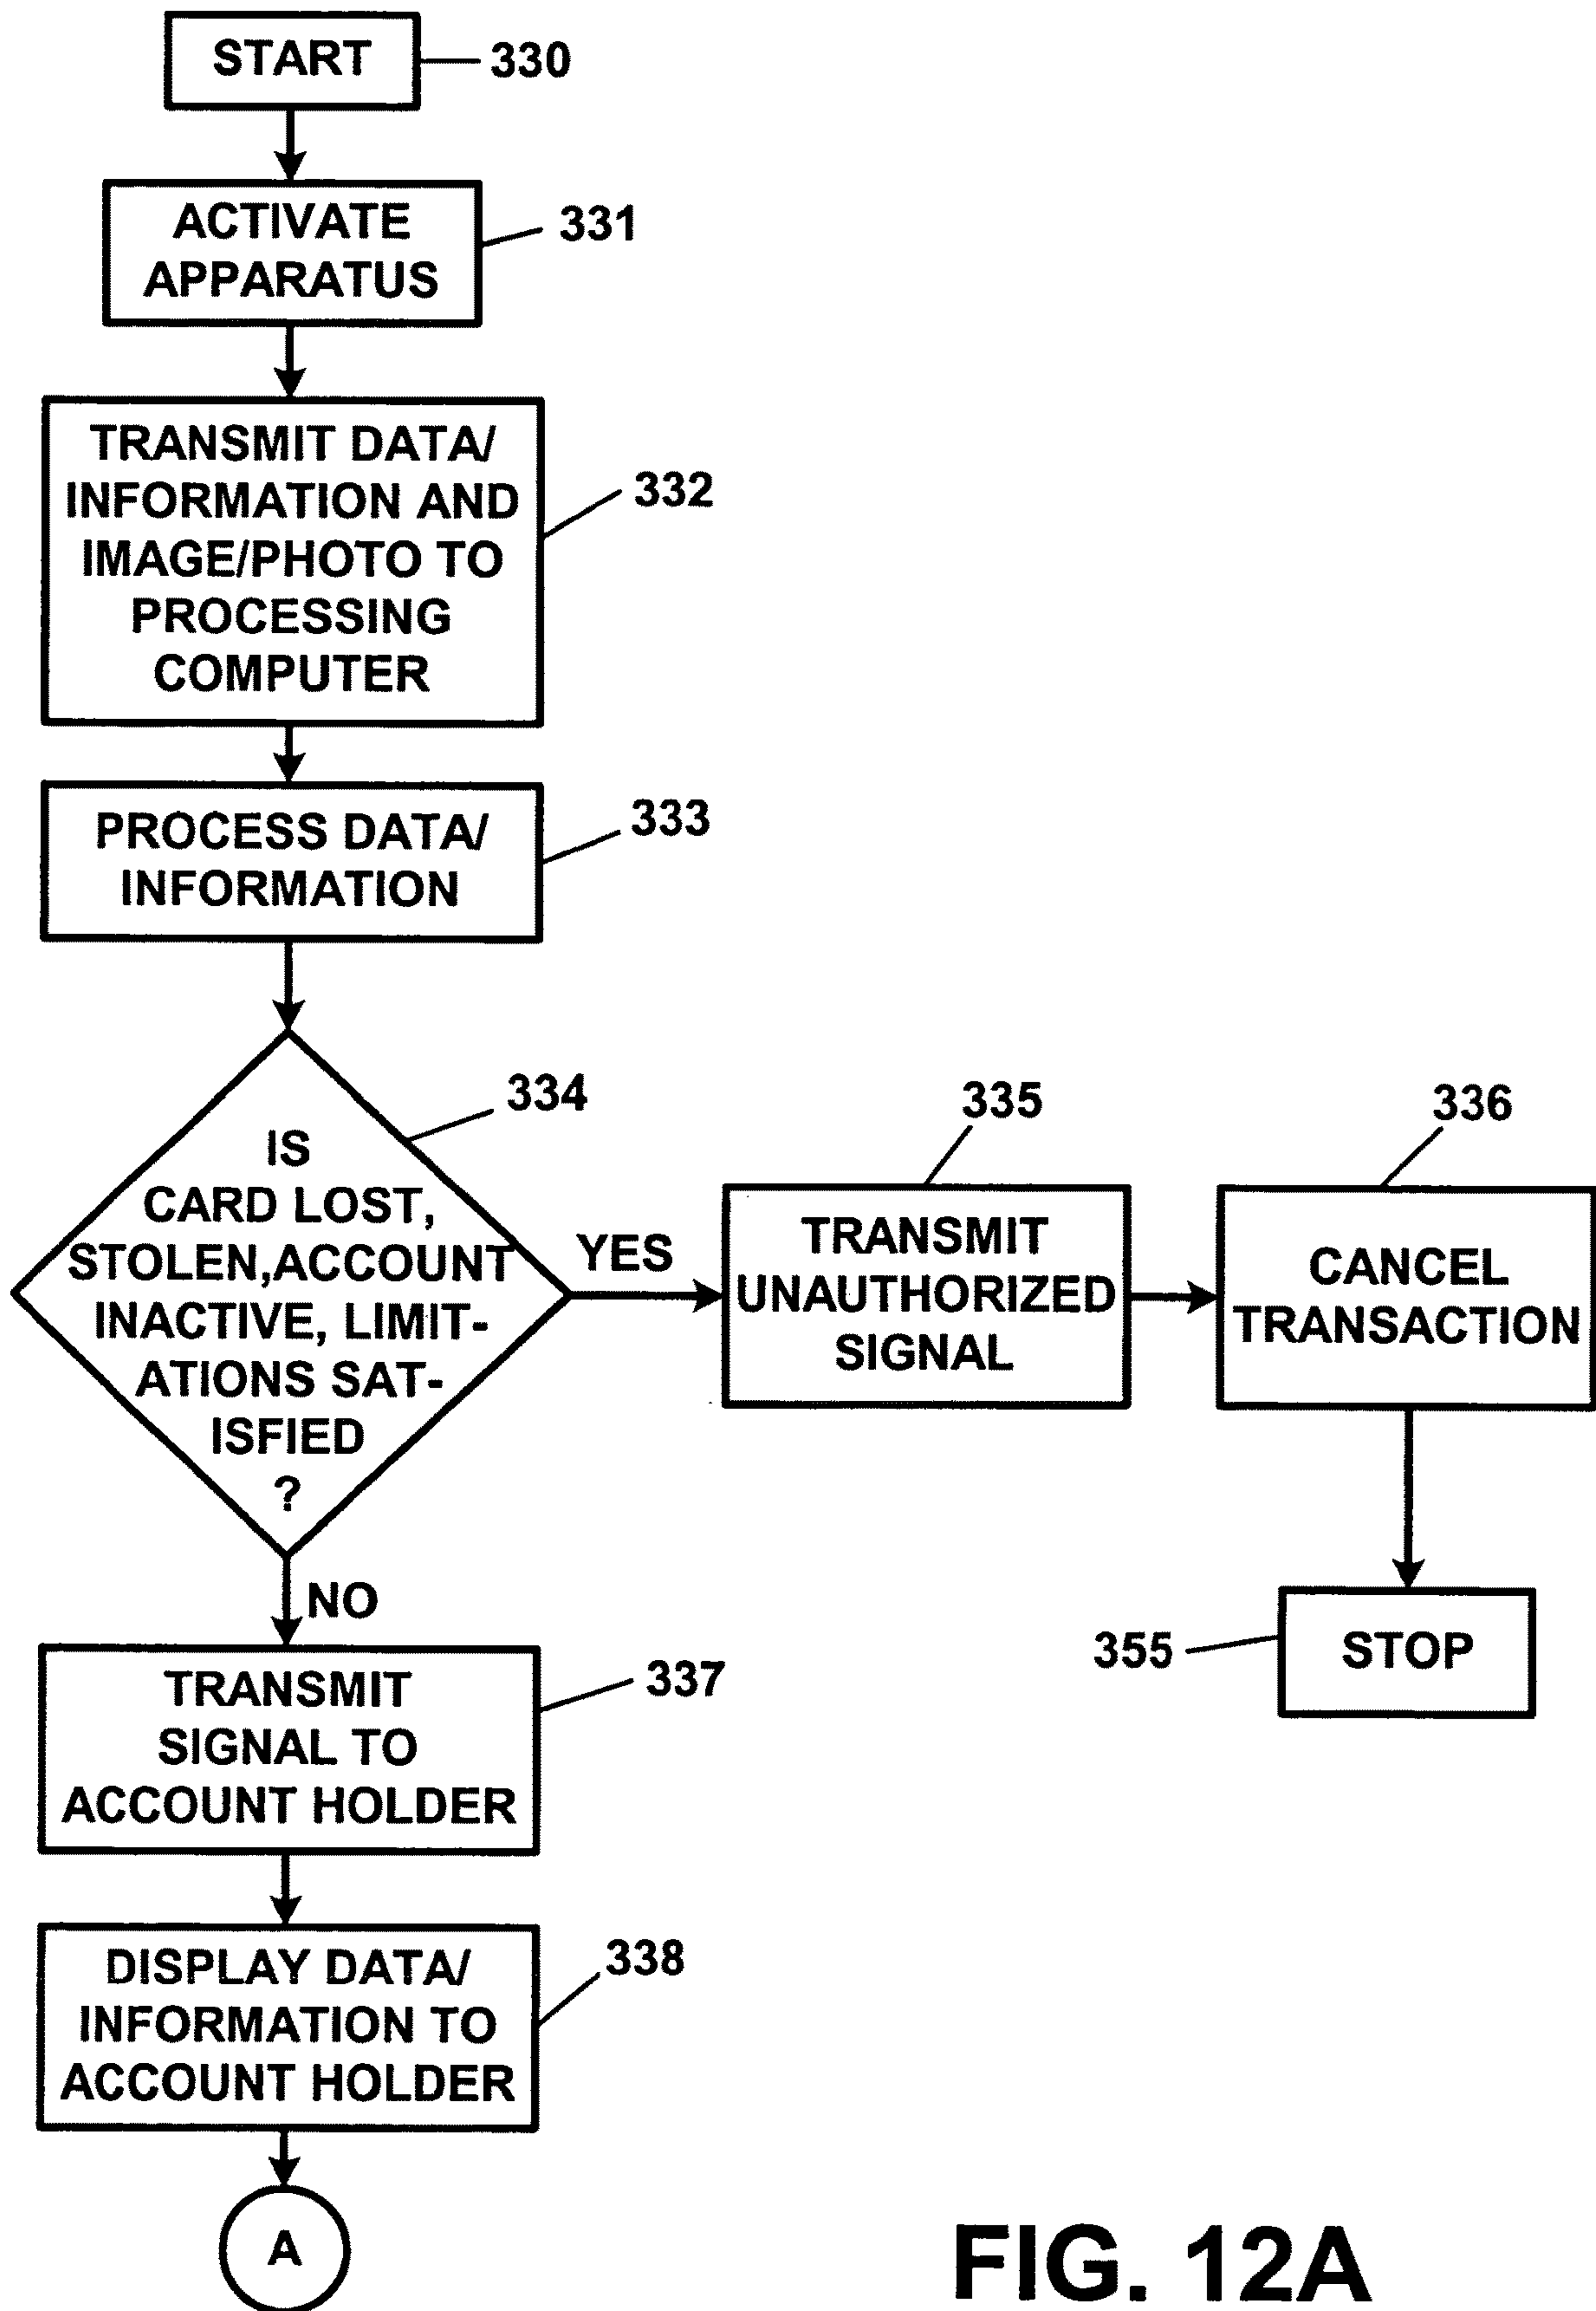 START
330
ACTIVATE
APPARATUS
331
TRANSMIT DATA/
INFORMATION AND
IMAGE/PHOTO TO
PROCESSING
COMPUTER
332
PROCESS DATA/
INFORMATION
333
IS
CARD LOST,
STOLEN,ACCOUNT
INACTIVE, LIMIT-
ATIONS SAT-
ISFIED
?
334
YES
TRANSMIT
UNAUTHORIZED
SIGNAL
335
CANCEL
TRANSACTION
336
STOP
355
NO
TRANSMIT
SIGNAL TO
ACCOUNT HOLDER
337
DISPLAY DATA/
INFORMATION TO
ACCOUNT HOLDER
338
A
FIG. 12A